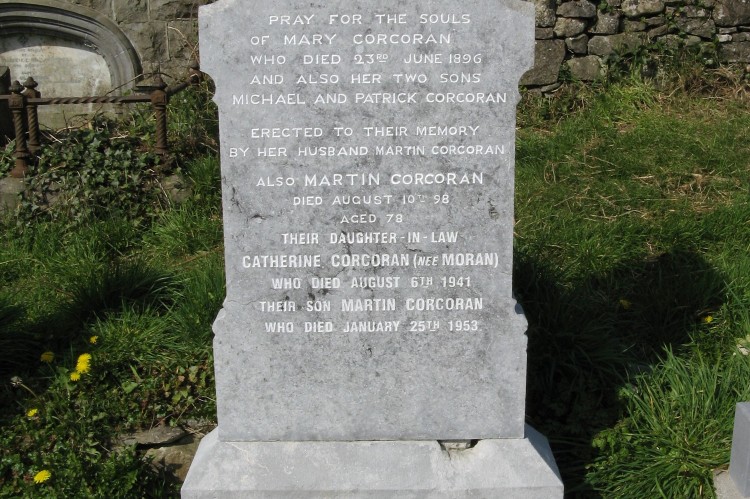 PRAY FOR THE SOULS
OF MARY CORCORAN
WHO DIED 23RD JUNE 1896
AND ALSO HER TWO SONS
MICHAEL AND PATRICK CORCORAN
ERECTED TO THEIR MEMORY
BY HER HUSBAND MARTIN CORCORAN
ALSO MARTIN CORCORAN
DIED AUGUST 10TH 98
AGED 78
THEIR DAUGHTER-IN-LAW
CATHERINE CORCORAN (NEE MORAN)
WHO DIED AUGUST 6TH 1941
THEIR SON MARTIN CORCORAN
WHO DIED JANUARY 25TH 1953.